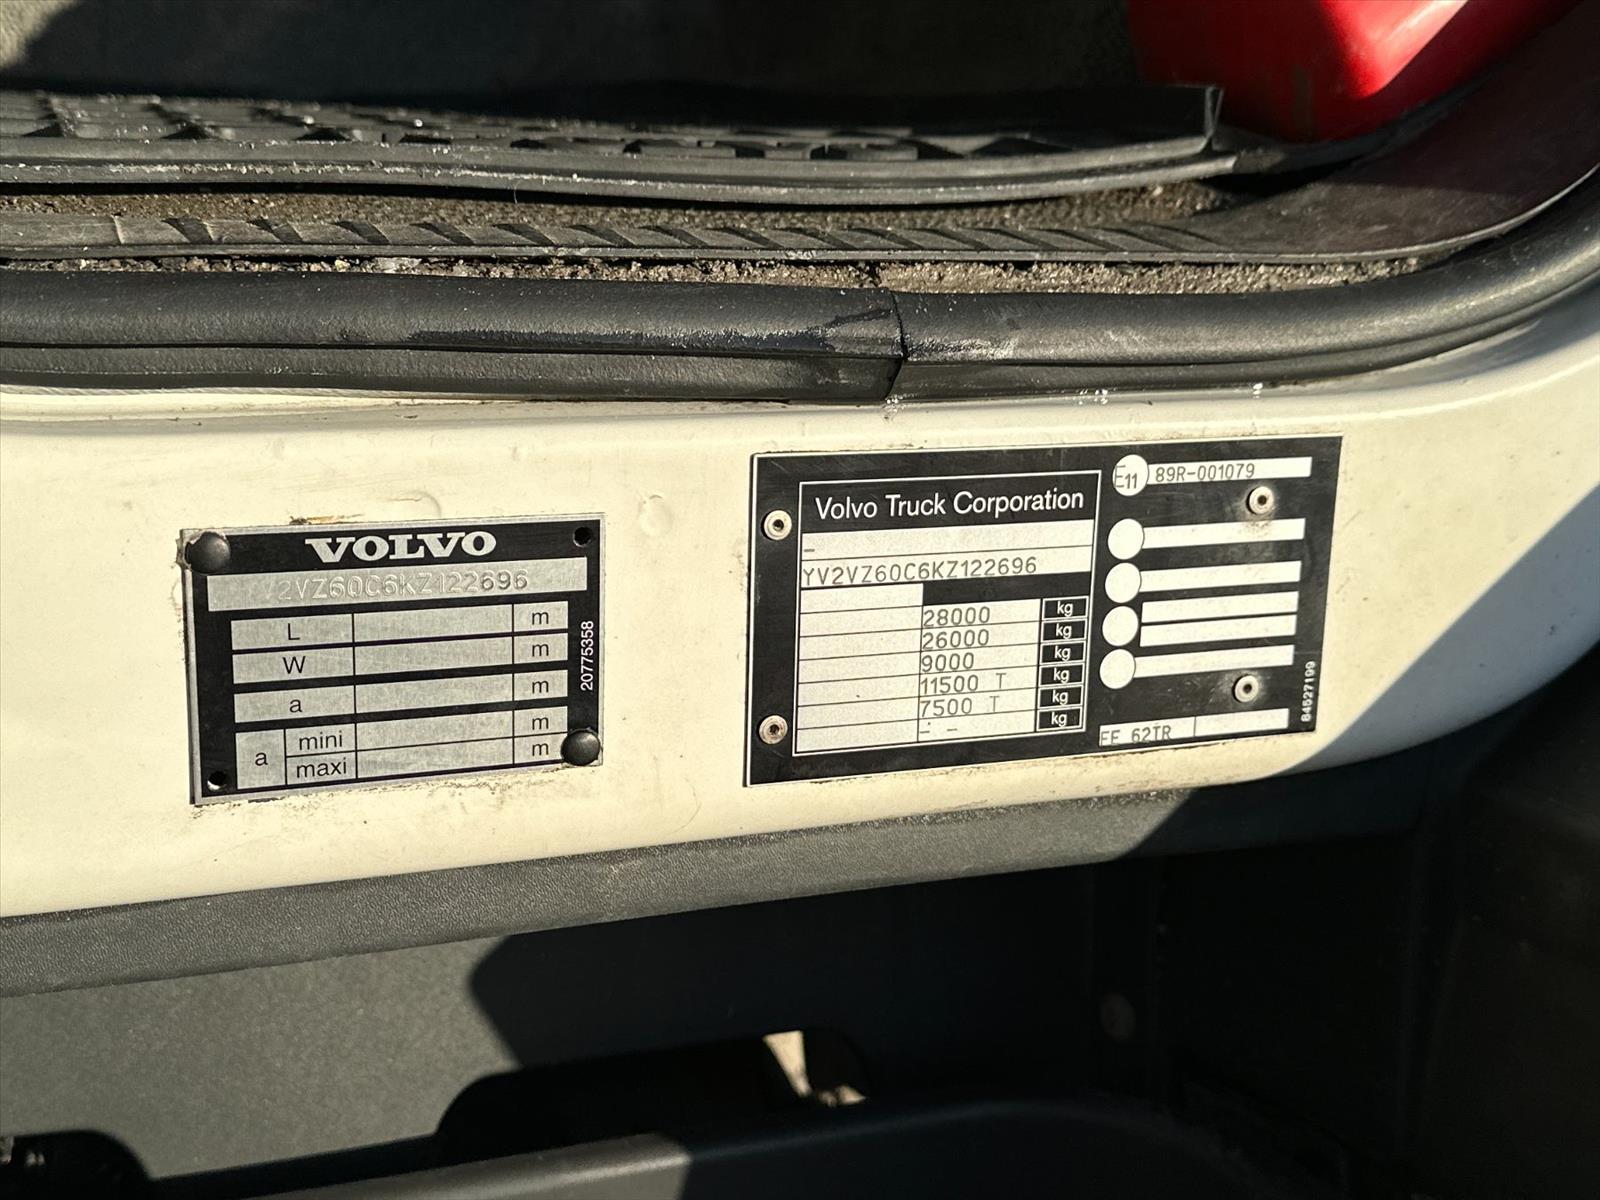 VOLVO
V2VZ60C6KZ122696
L m
W m
a m
a mini m
maxi m
20775358
Volvo Truck Corporation
–
YV2VZ60C6KZ122696
28000 kg
26000 kg
9000 kg
11500 T kg
7500 T kg
– – kg
E11 89R-001079
FE 62TR
84527199